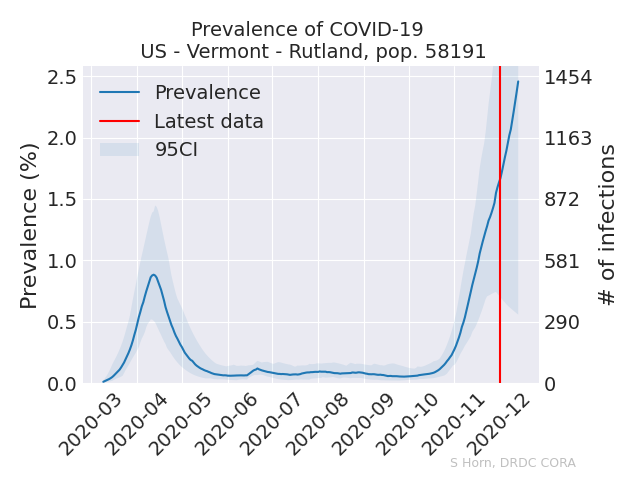 Prevalence of COVID-19
US - Vermont - Rutland, pop. 58191
Prevalence
Latest data
95CI
Prevalence (%)
2.5
2.0
1.5
1.0
0.5
0.0
1454
1163
872
581
290
0
# of infections
2020-03
2020-04
2020-05
2020-06
2020-07
2020-08
2020-09
2020-10
2020-11
2020-12
S Horn, DRDC CORA